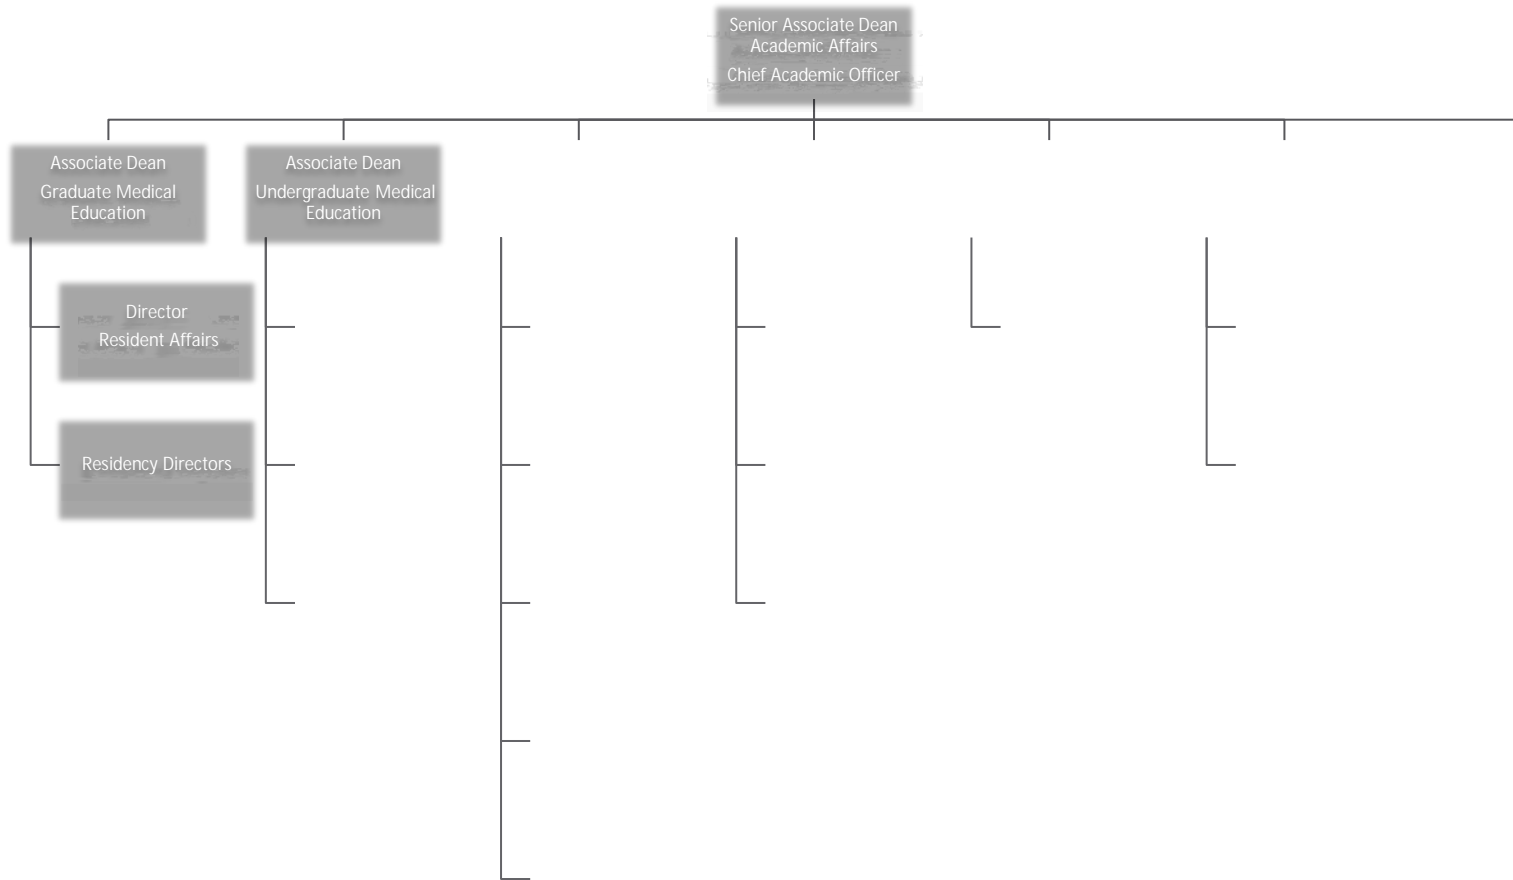 Senior Associate Dean
Academic Affairs
Chief Academic Officer
Associate Dean
Graduate Medical
Education
Associate Dean
Undergraduate Medical
Education
Director
Resident Affairs
Residency Directors